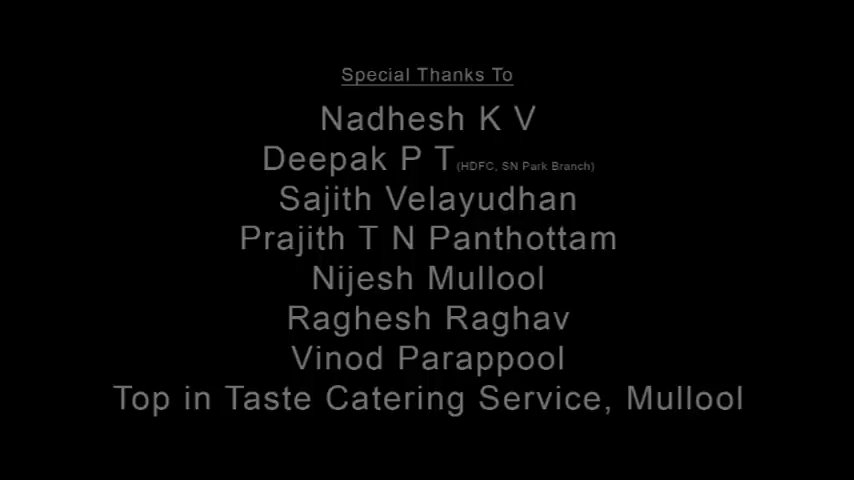 Special Thanks To
Nadhesh K V
Deepak P T (HDFC, SN Park Branch)
Sajith Velayudhan
Prajith T N Panthottam
Nijesh Mullool
Raghesh Raghav
Vinod Parappool
Top in Taste Catering Service, Mullool